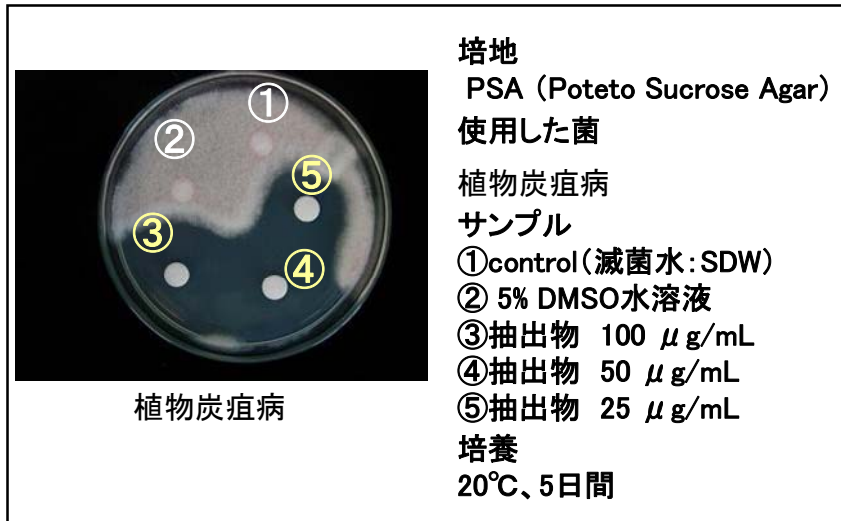 ①
②
⑤
③
④
植物炭疽病
培地
PSA (Poteto Sucrose Agar)
使用した菌
植物炭疽病
サンプル
①control(滅菌水:SDW)
② 5% DMSO水溶液
③抽出物 100 μg/mL
④抽出物 50 μg/mL
⑤抽出物 25 μg/mL
培養
20℃、5日間